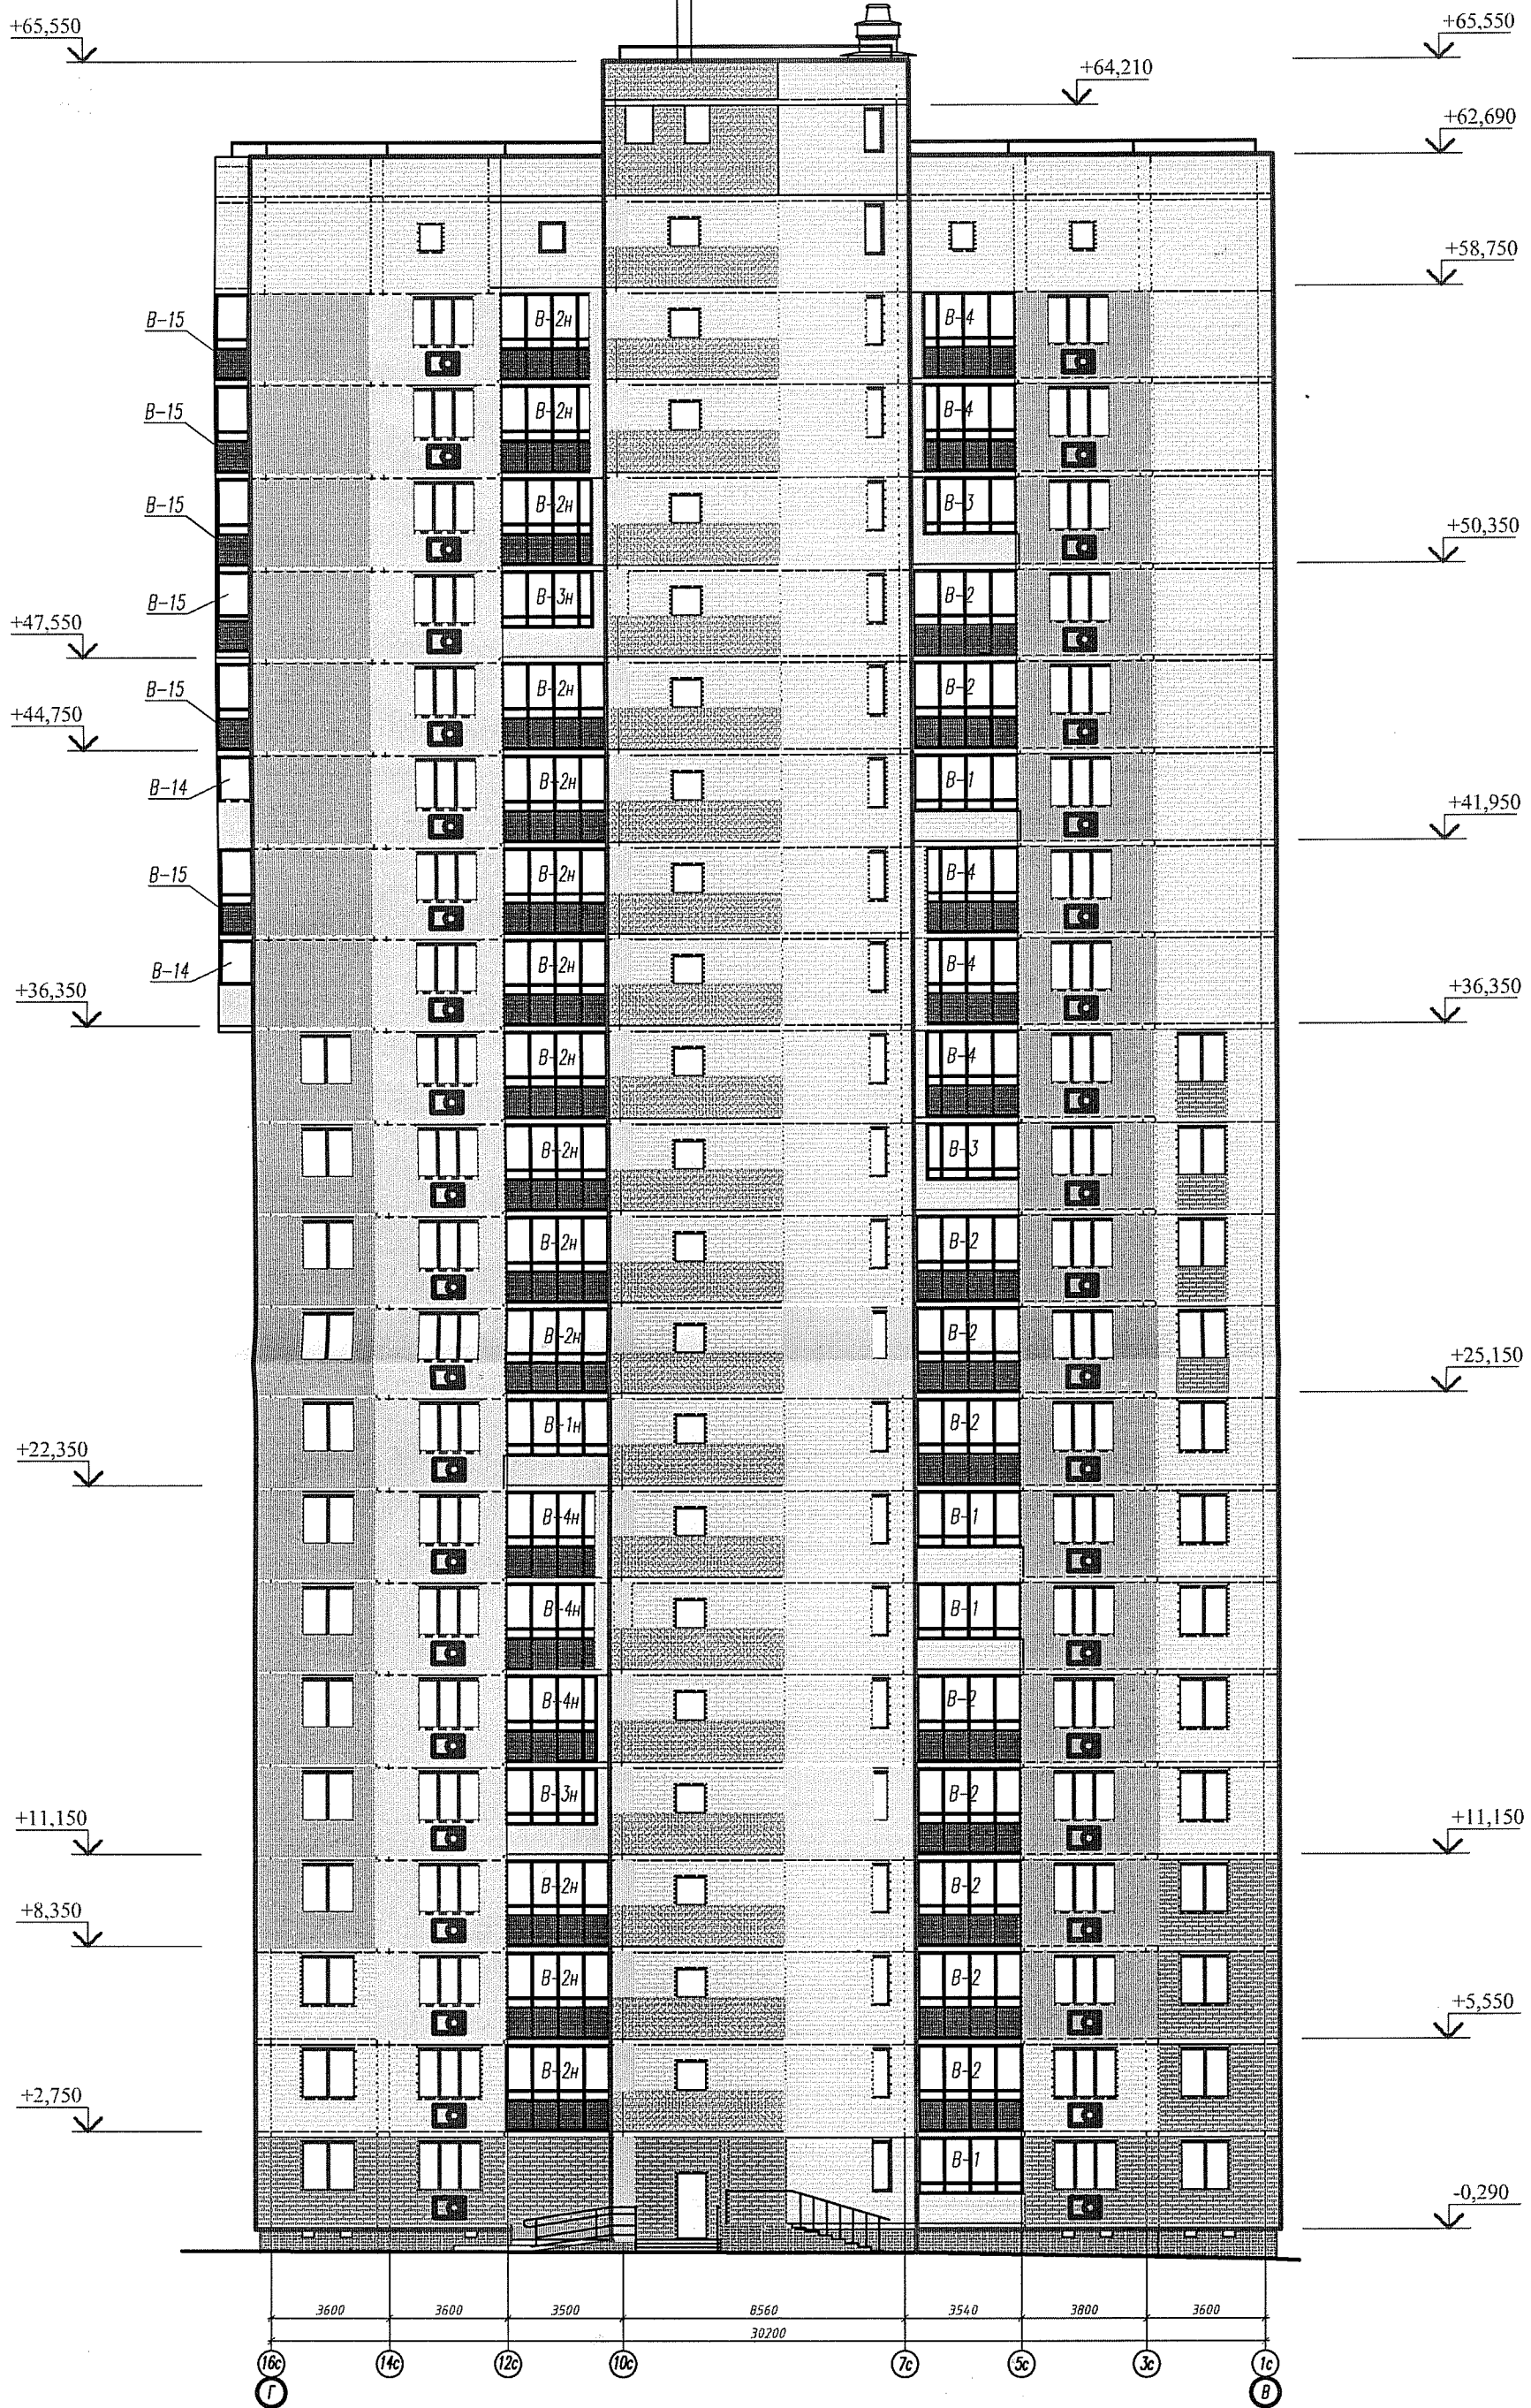 +65,550
+65,550
+64,210
+62,690
+58,750
В-15 В-2н В-4
В-15 В-2н В-4
В-15 В-2н В-3
+50,350
В-15 В-3н В-2
+47,550
В-15 В-2н В-2
+44,750
В-14 В-2н В-1
+41,950
В-15 В-2н В-4
В-14 В-2н В-4
+36,350
+36,350
В-2н В-4
В-2н В-3
В-2н В-2
В-2н В-2
+25,150
В-1н В-2
+22,350
В-4н В-1
В-4н В-1
В-4н В-2
В-3н В-2
+11,150
+11,150
В-2н В-2
+8,350
В-2н В-2
+5,550
В-2н В-2
+2,750
В-1
-0,290
3600 3600 3500 8560 3540 3800 3600
30200
16с 14с 12с 10с 7с 5с 3с 1с
Г В